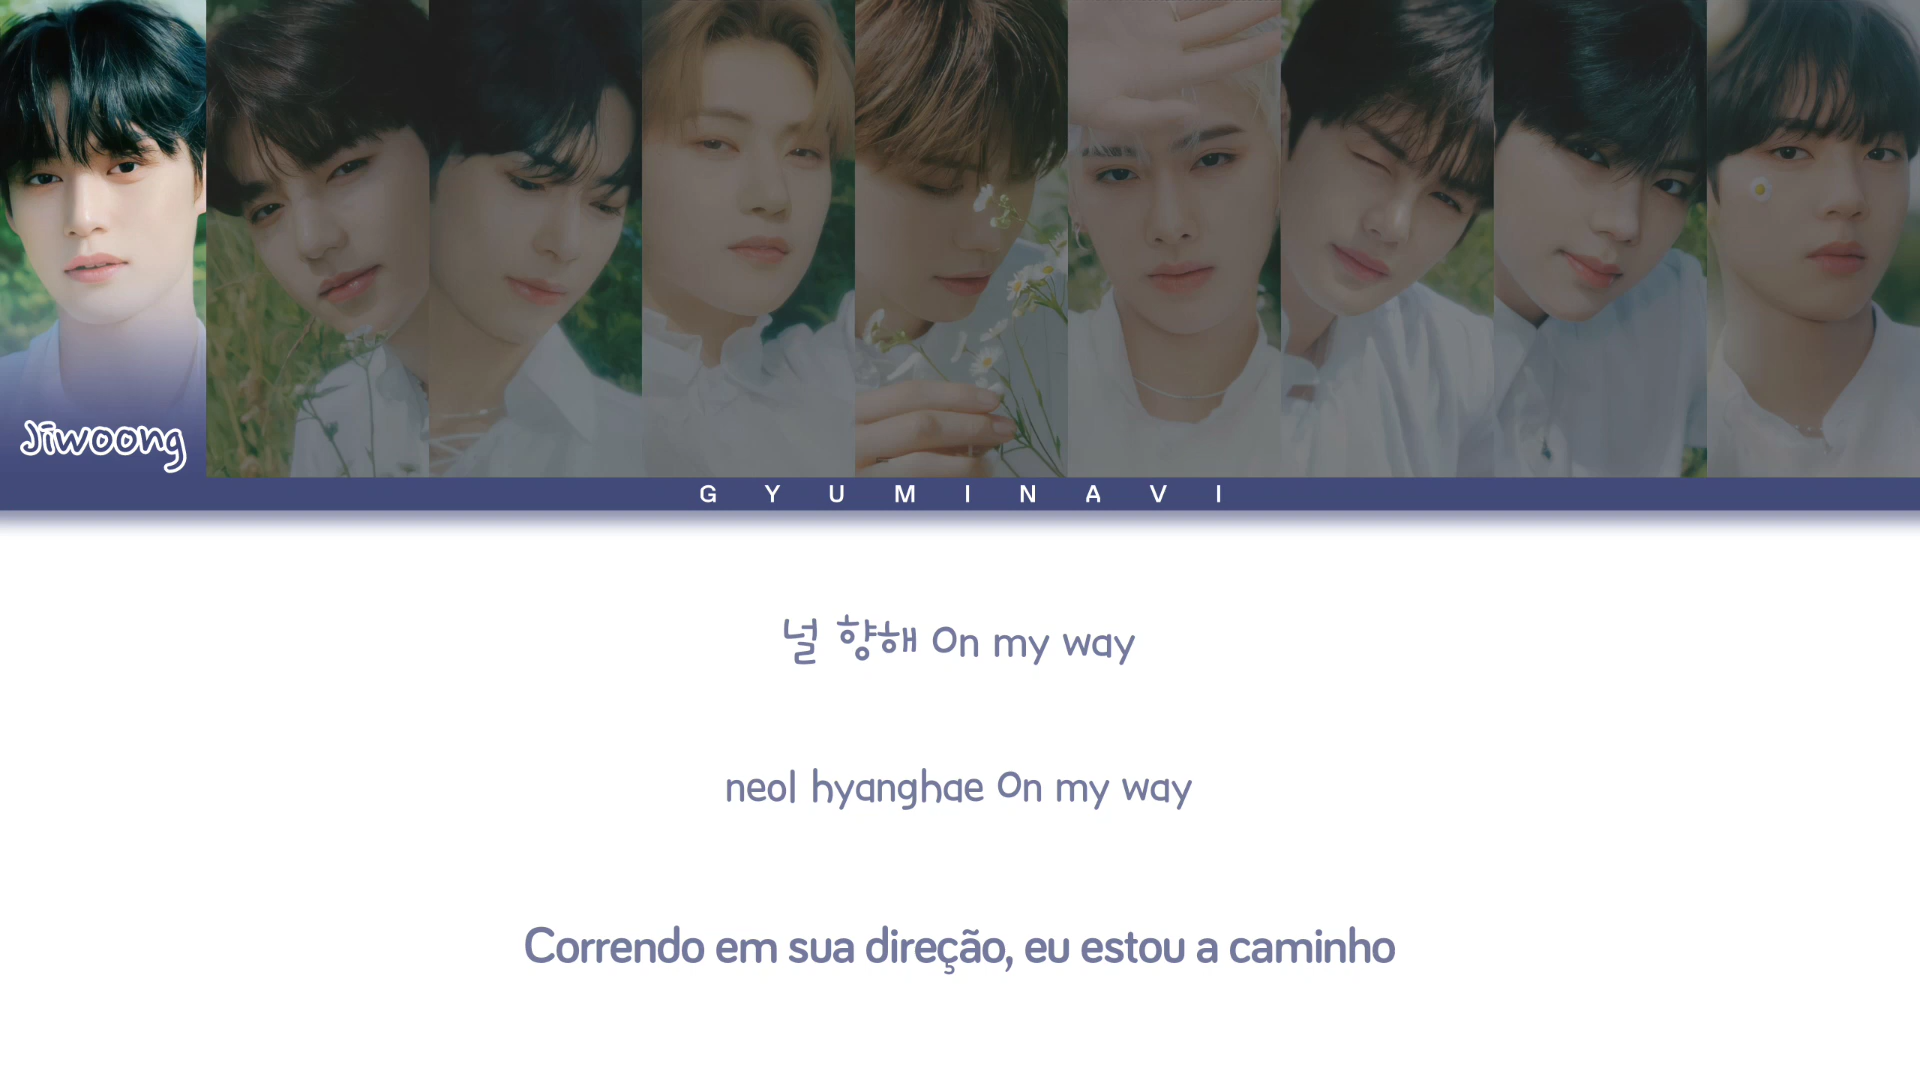 Jiwoong
GYUMINAVI
널 향해 On my way
neol hyanghae On my way
Correndo em sua direção, eu estou a caminho